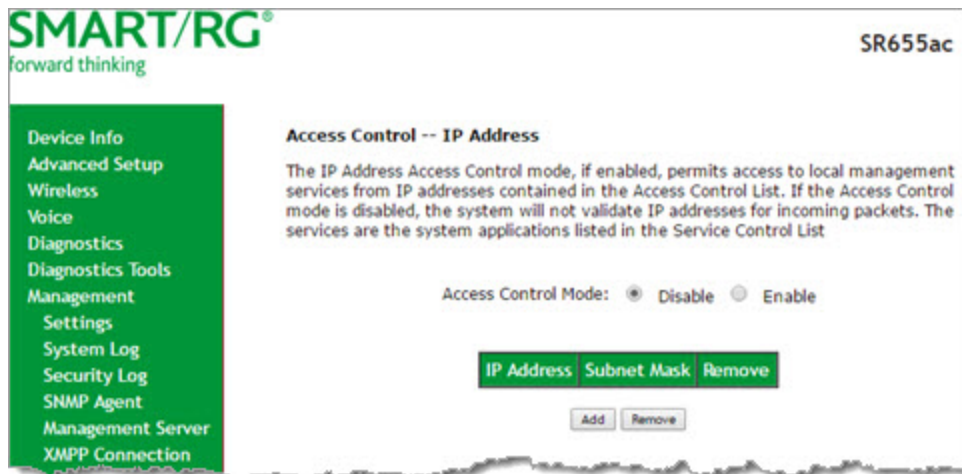 SMART/RG®
forward thinking
SR655ac
Device Info
Advanced Setup
Wireless
Voice
Diagnostics
Diagnostics Tools
Management
Settings
System Log
Security Log
SNMP Agent
Management Server
XMPP Connection
Access Control -- IP Address
The IP Address Access Control mode, if enabled, permits access to local management
services from IP addresses contained in the Access Control List. If the Access Control
mode is disabled, the system will not validate IP addresses for incoming packets. The
services are the system applications listed in the Service Control List
Access Control Mode: Disable Enable
IP Address Subnet Mask Remove
Add Remove